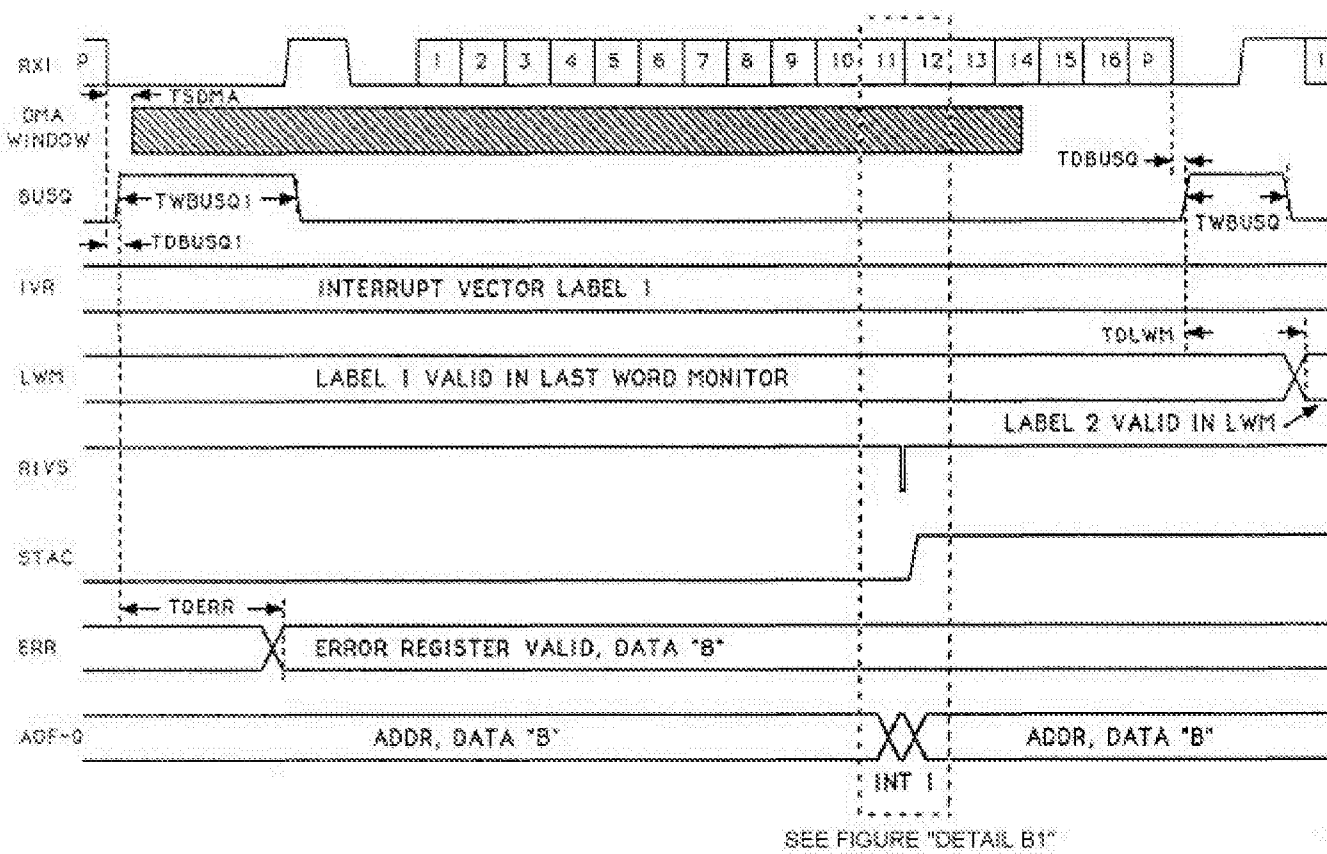 RXI P 1 2 3 4 5 6 7 8 9 10 11 12 13 14 15 16 P 1
TSDMA
DMA
WINDOW
TDBUSQ
BUSQ TWBUSQ1
TWBUSQ
TDBUSQ1
IVR INTERRUPT VECTOR LABEL 1
TDLWM
LWM LABEL 1 VALID IN LAST WORD MONITOR
LABEL 2 VALID IN LWM
RIVS
STAC
TDERR
ERR ERROR REGISTER VALID, DATA "B"
ADF-0 ADDR, DATA "B" ADDR, DATA "B"
INT 1
SEE FIGURE "DETAIL B1"